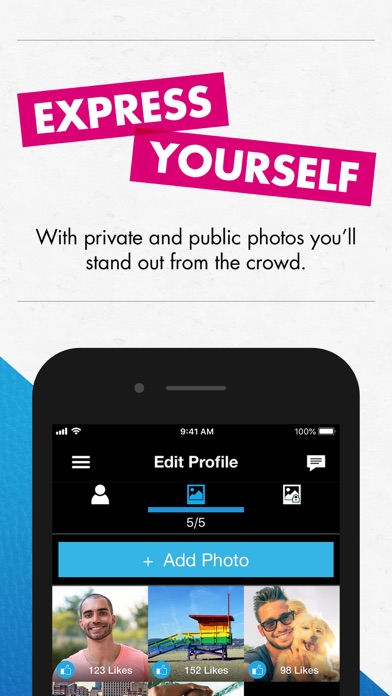 EXPRESS
YOURSELF
With private and public photos you'll
stand out from the crowd.
9:41 AM
100%
Edit Profile
5/5
+ Add Photo
123 Likes
152 Likes
98 Likes